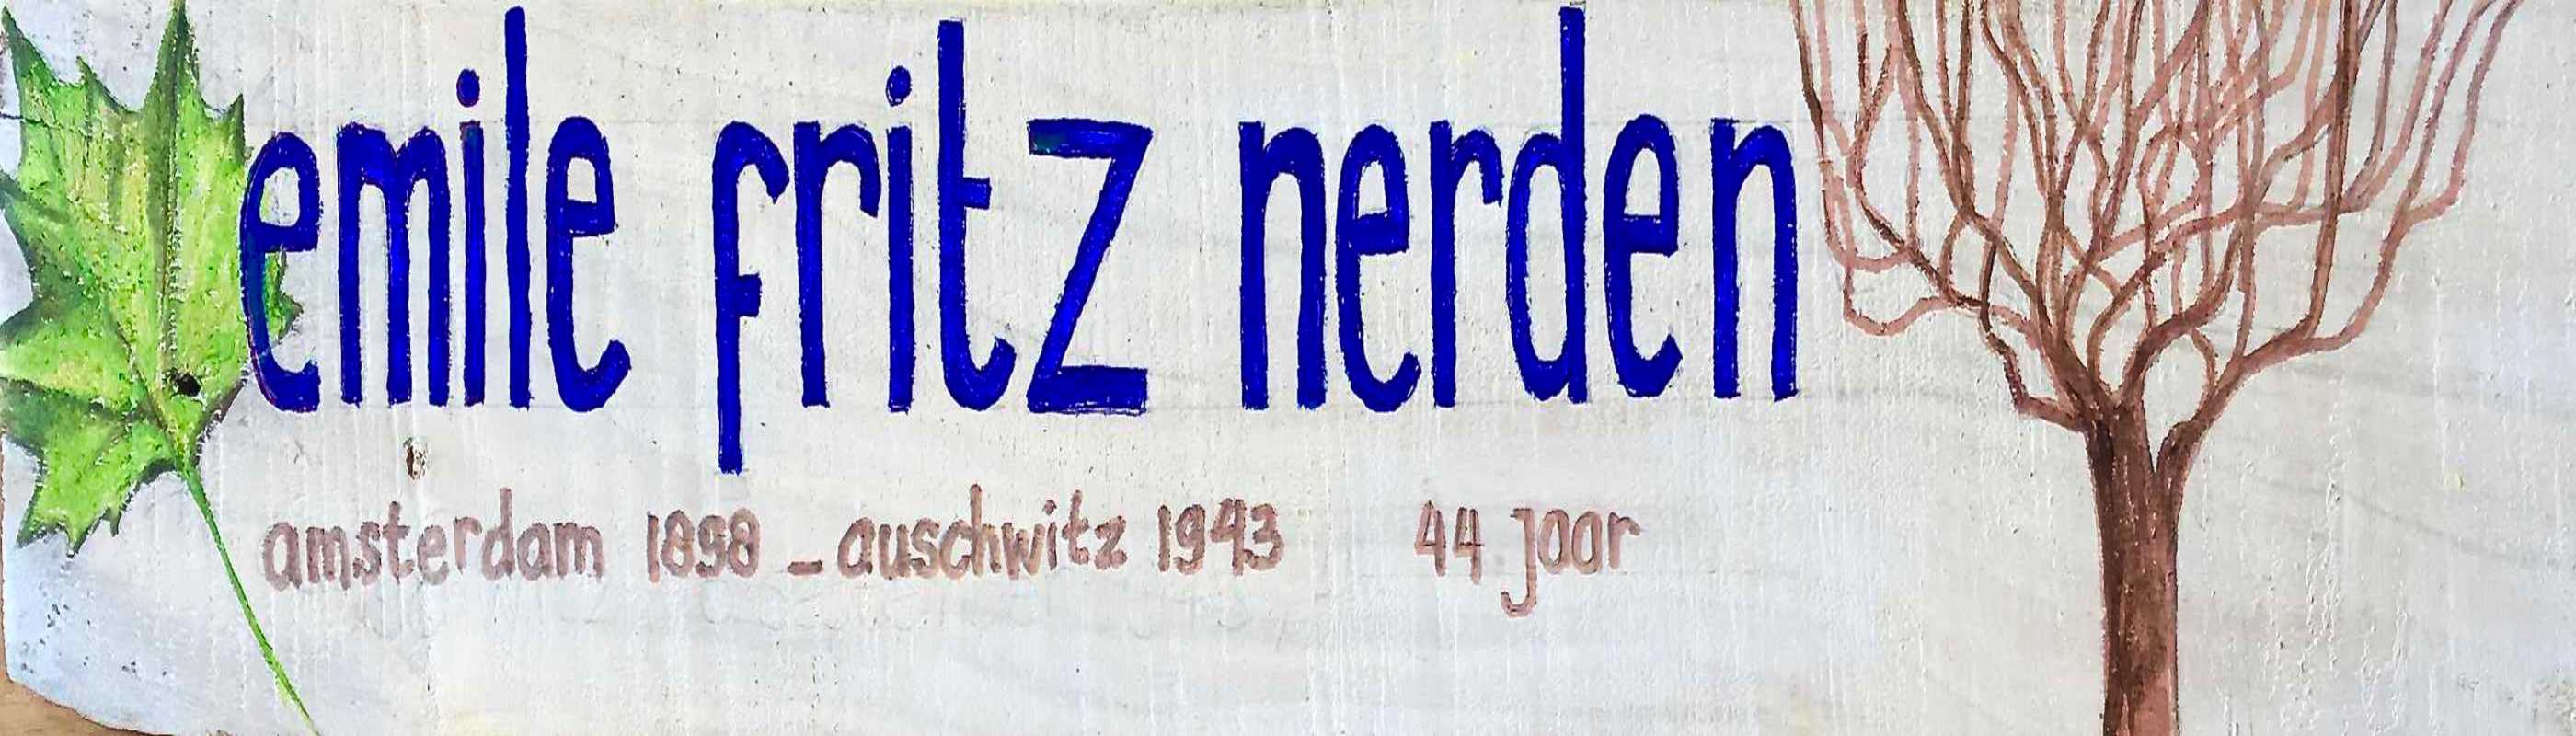 emile fritz nerden
amsterdam 1898 - auschwitz 1943 44 jaar